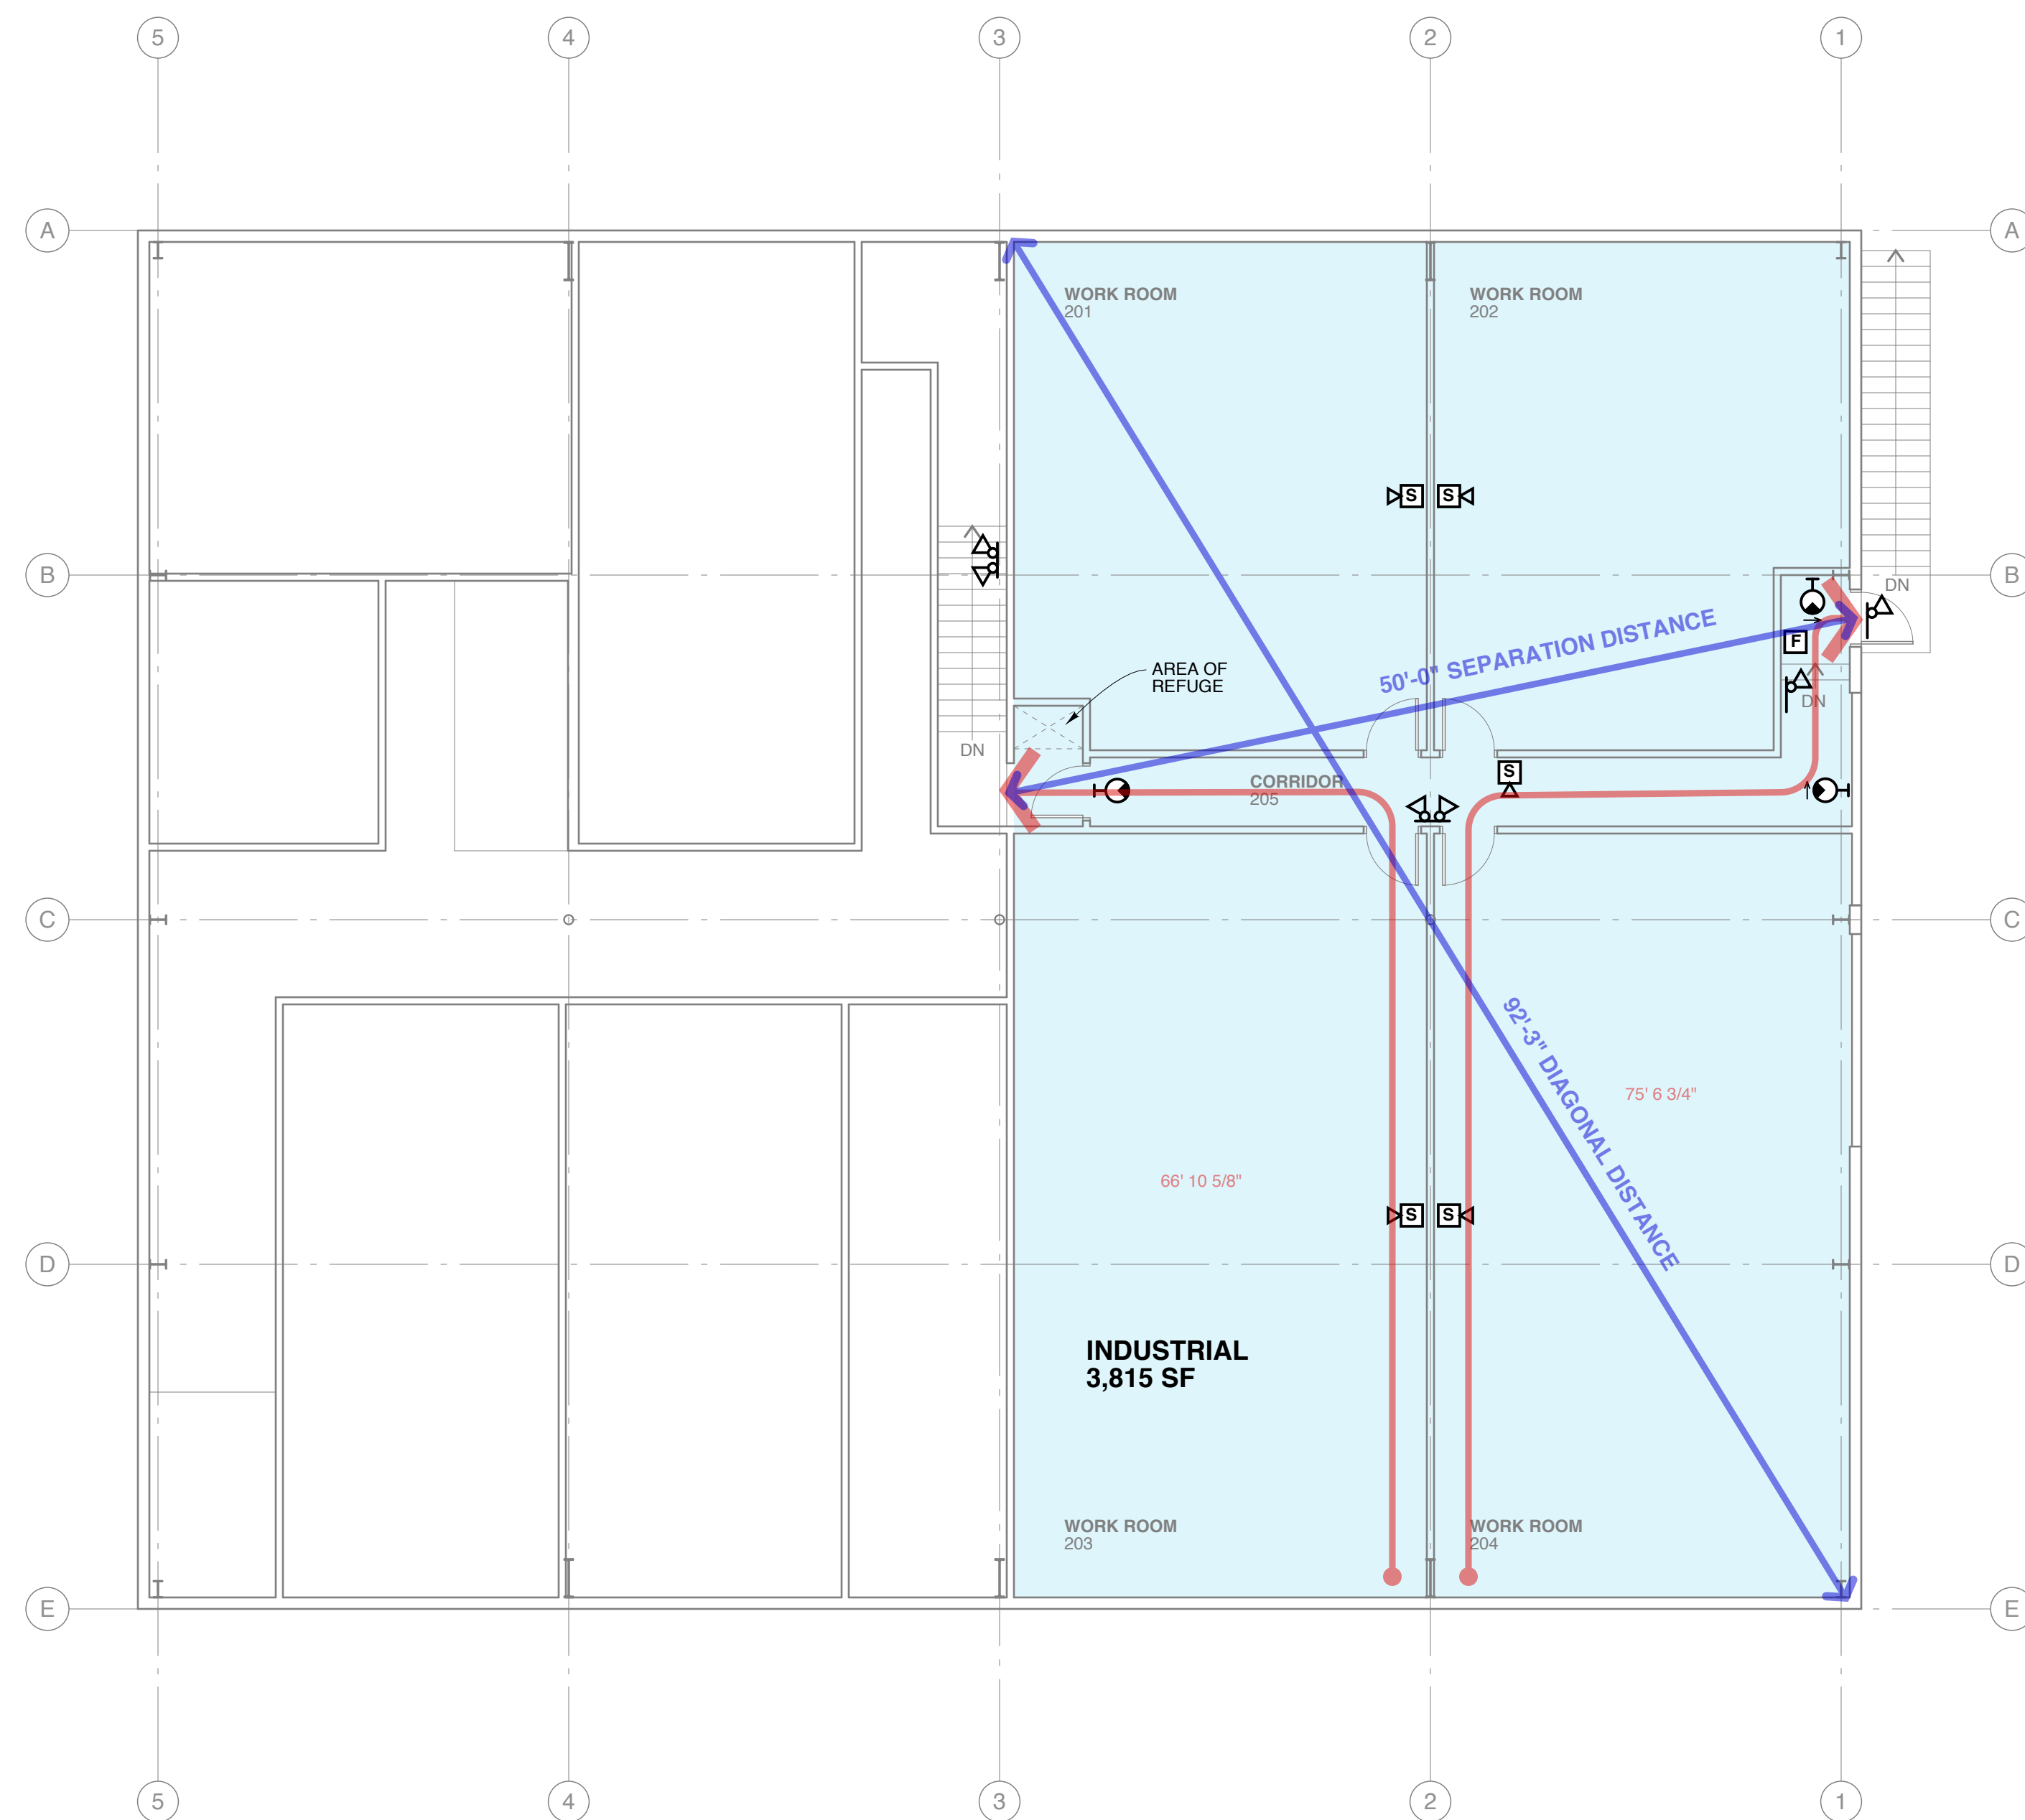 5 4 3 2 1
A A
WORK ROOM
201
WORK ROOM
202
S S
B B
DN
50'-0" SEPARATION DISTANCE
F
AREA OF
REFUGE
DN
DN
S
CORRIDOR
205
C C
92'-3" DIAGONAL DISTANCE
75' 6 3/4"
66' 10 5/8"
S S
D D
INDUSTRIAL
3,815 SF
WORK ROOM
203
WORK ROOM
204
E E
5 4 3 2 1